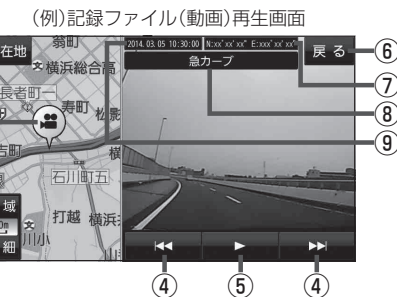 （例）記録ファイル（動画）再生画面
在地
翁町
2014. 03. 05 10:30:00
N:xx°xx'xx" E:xxx°xx'xx"
戻る
⑥
横浜総合高
急カーブ
⑦
長者町一
寿町
松影
⑧
吉町
横
⑨
石川町五
域
打越
横浜
細
川小
④
⑤
④